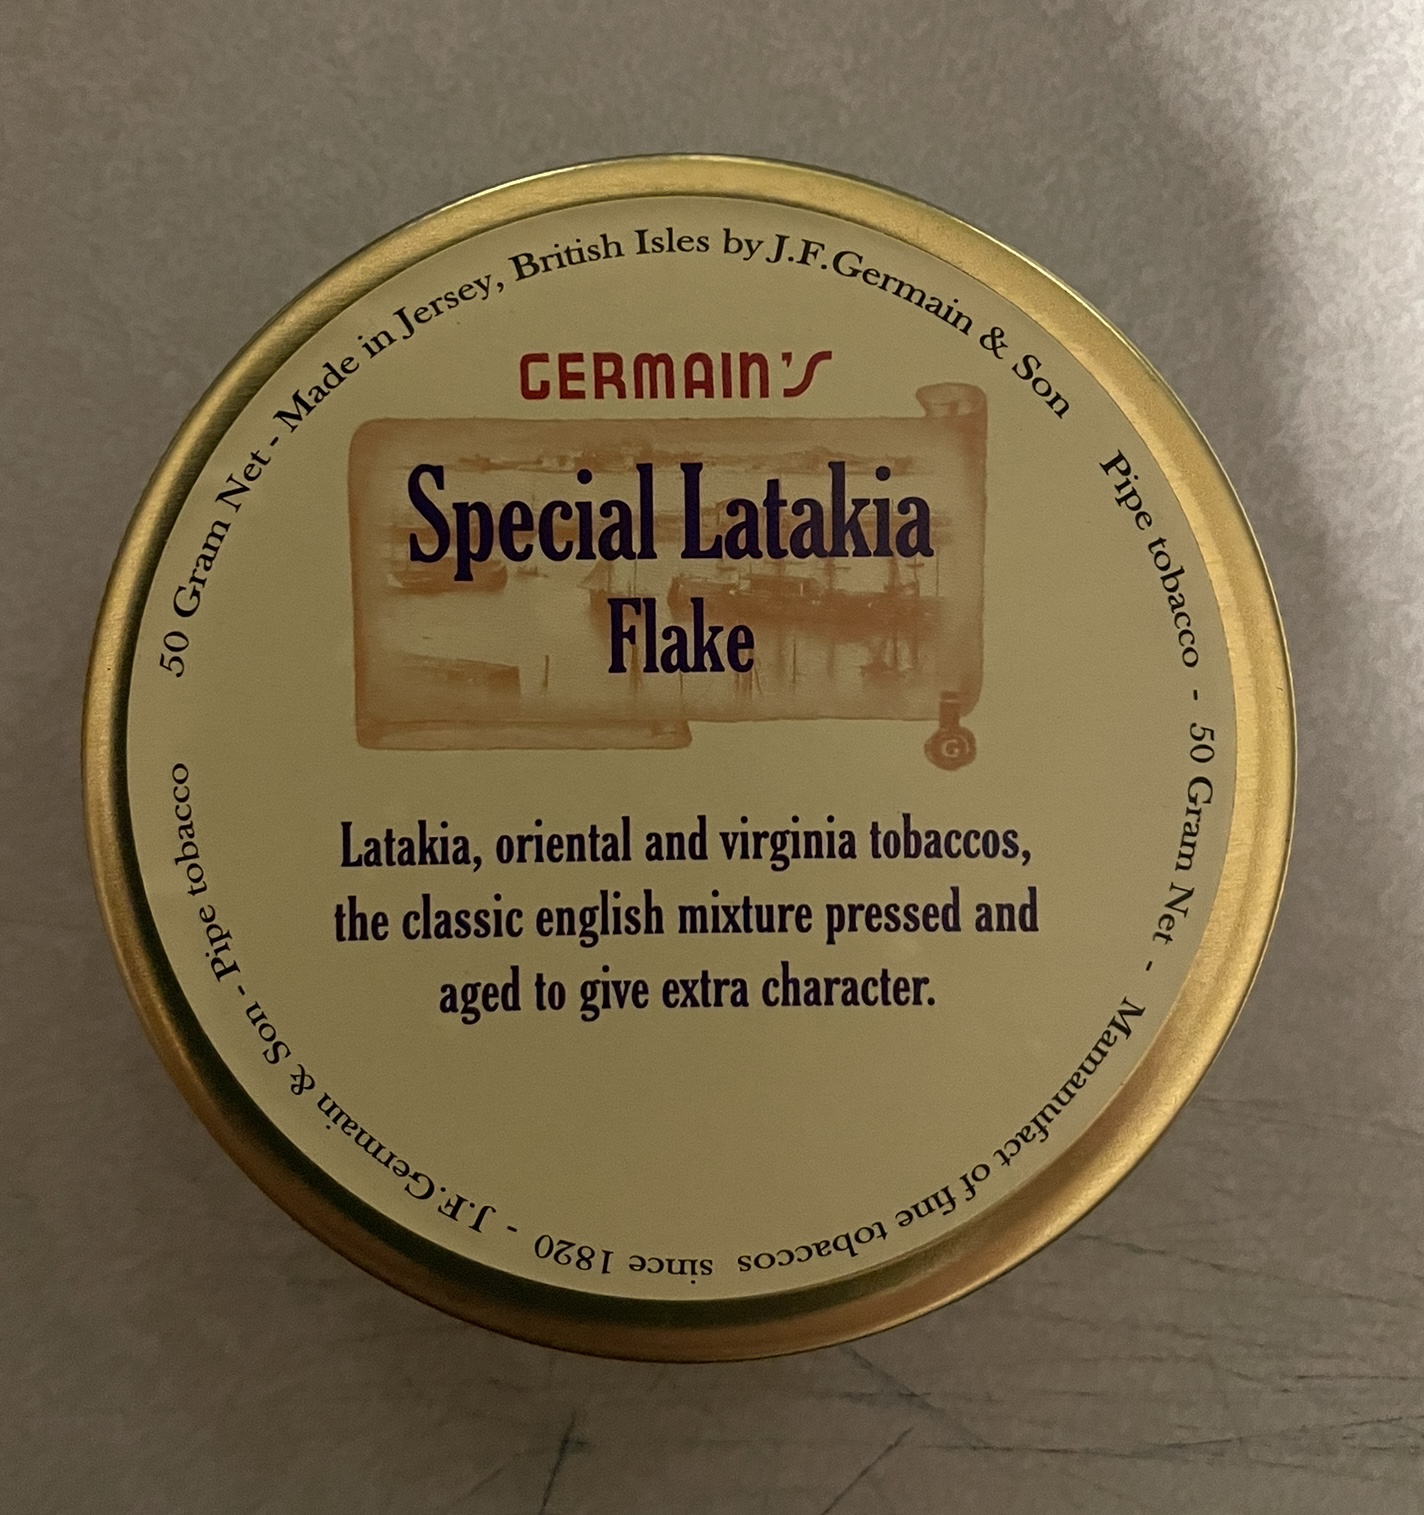 50 Gram Net - Made in Jersey, British Isles by J.F.Germain & Son
Pipe tobacco - 50 Gram Net -
Mamanufact of fine tobaccos since 1820 - J.F.Germain & Son - Pipe tobacco
GERMAIN'S
Special Latakia
Flake
G
Latakia, oriental and virginia tobaccos,
the classic english mixture pressed and
aged to give extra character.